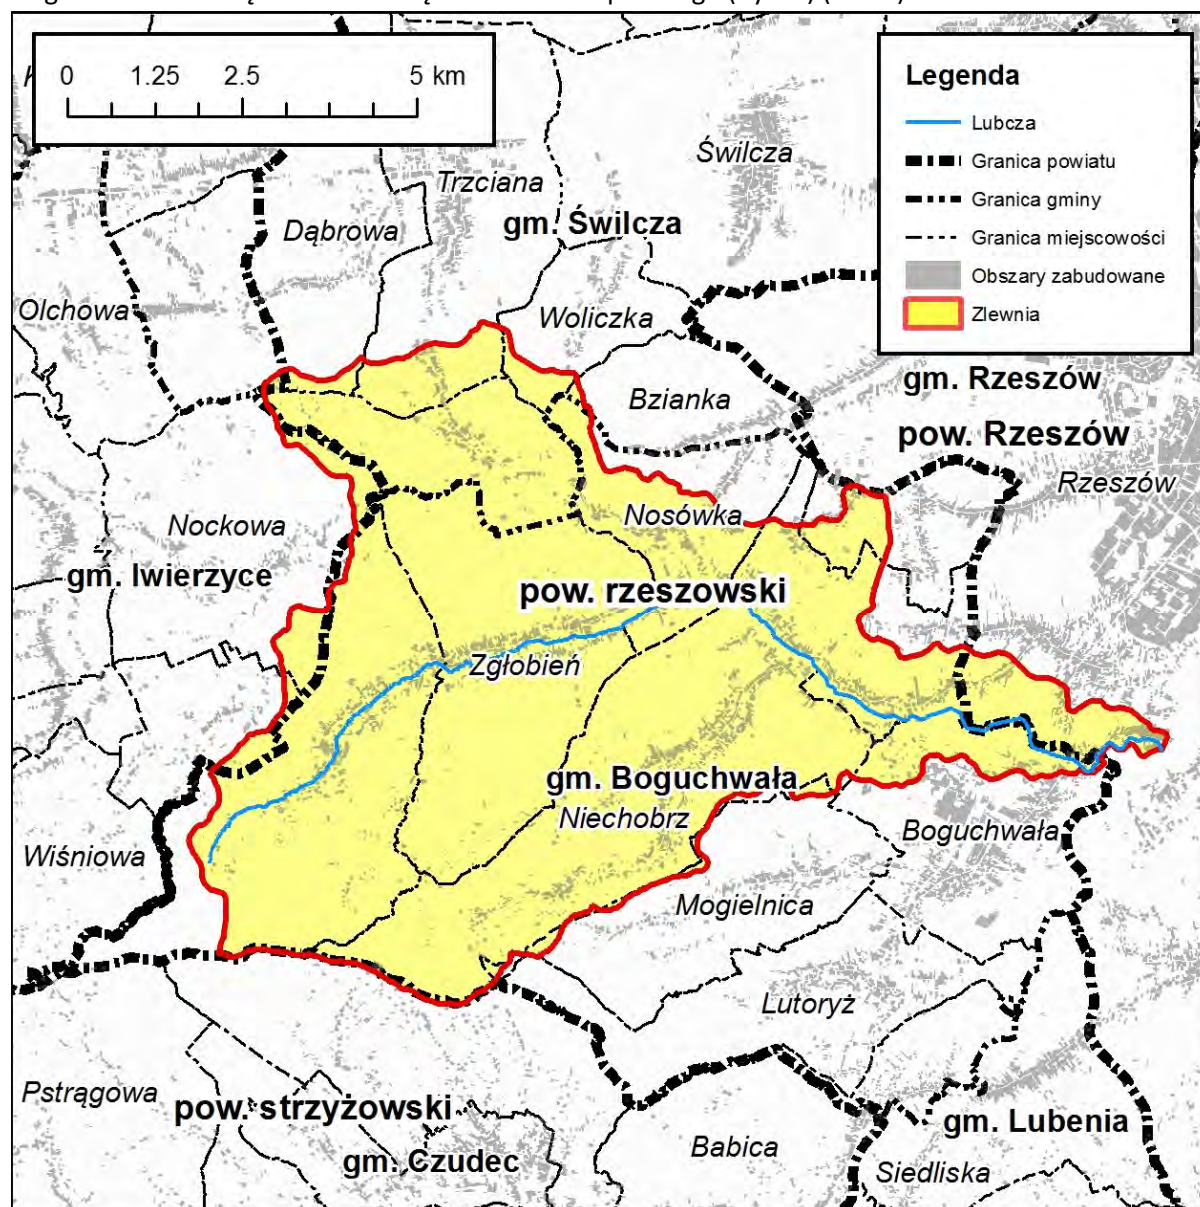 0 1.25 2.5 5 km
Legenda
Lubcza
Granica powiatu
Granica gminy
Granica miejscowości
Obszary zabudowane
Zlewnia
Świlcza
Trzciana
gm. Świlcza
Dąbrowa
Olchowa
Woliczka
gm. Rzeszów
Bzianka
pow. Rzeszów
Rzeszów
Nosówka
Nockowa
gm. Iwierzyce
pow. rzeszowski
Zgłobień
gm. Boguchwała
Niechobrz
Boguchwała
Wiśniowa
Mogielnica
Lutoryż
Pstrągowa
pow. strzyżowski
gm. Lubenia
Babica
gm. Czudec
Siedliska